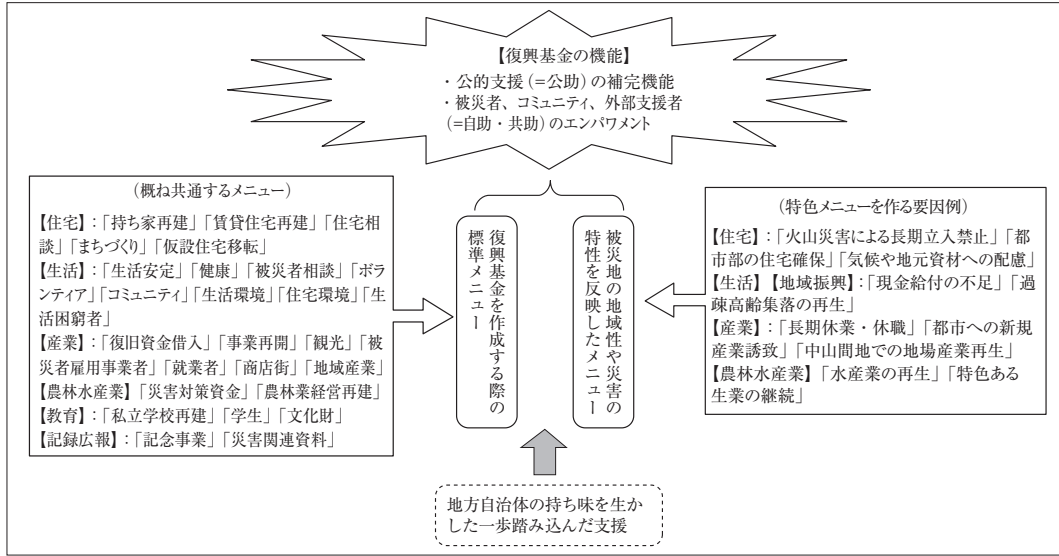 【復興基金の機能】
・公的支援(=公助)の補完機能
・被災者、コミュニティ、外部支援者
(=自助・共助)のエンパワメント
(概ね共通するメニュー)
【住宅】:「持ち家再建」「賃貸住宅再建」「住宅相
談」「まちづくり」「仮設住宅移転」
【生活】:「生活安定」「健康」「被災者相談」「ボラ
ンティア」「コミュニティ」「生活環境」「住宅環境」「生
活困窮者」
【産業】:「復旧資金借入」「事業再開」「観光」「被
災者雇用事業者」「就業者」「商店街」「地域産業」
【農林水産業】「災害対策資金」「農林業経営再建」
【教育】:「私立学校再建」「学生」「文化財」
【記録広報】:「記念事業」「災害関連資料」
復興基金を作成する際の
標準メニュー
被災地の地域性や災害の
特性を反映したメニュー
(特色メニューを作る要因例)
【住宅】:「火山災害による長期立入禁止」「都
市部の住宅確保」「気候や地元資材への配慮」
【生活】【地域振興】:「現金給付の不足」「過
疎高齢集落の再生」
【産業】:「長期休業・休職」「都市への新規
産業誘致」「中山間地での地場産業再生」
【農林水産業】「水産業の再生」「特色ある
生業の継続」
地方自治体の持ち味を生か
した一歩踏み込んだ支援